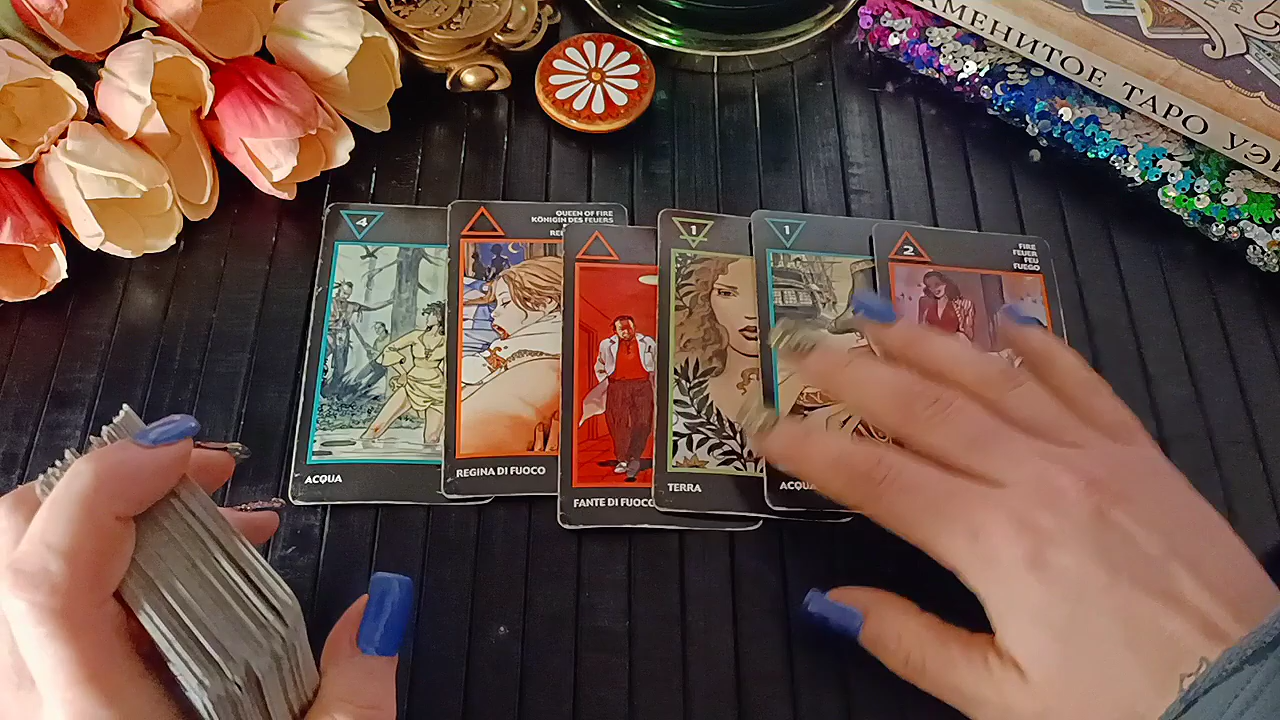 АМЕНИТОЕ ТАРО УЭ
4
ACQUA
QUEEN OF FIRE
KÖNIGIN DES FEUERS
REGINA DI FUOCO
FANTE DI FUOCO
1
TERRA
1
ACQUA
2
FIRE
FEUER
FEU
FUEGO